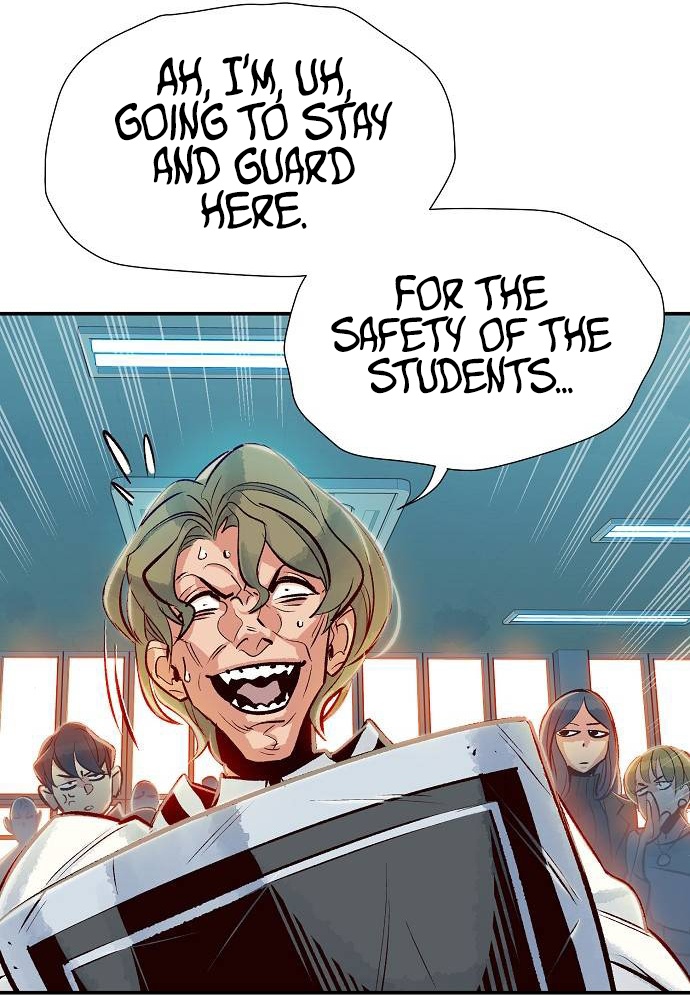 AH, I'M, UH,
GOING TO STAY
AND GUARD
HERE.
FOR THE
SAFETY OF THE
STUDENTS...